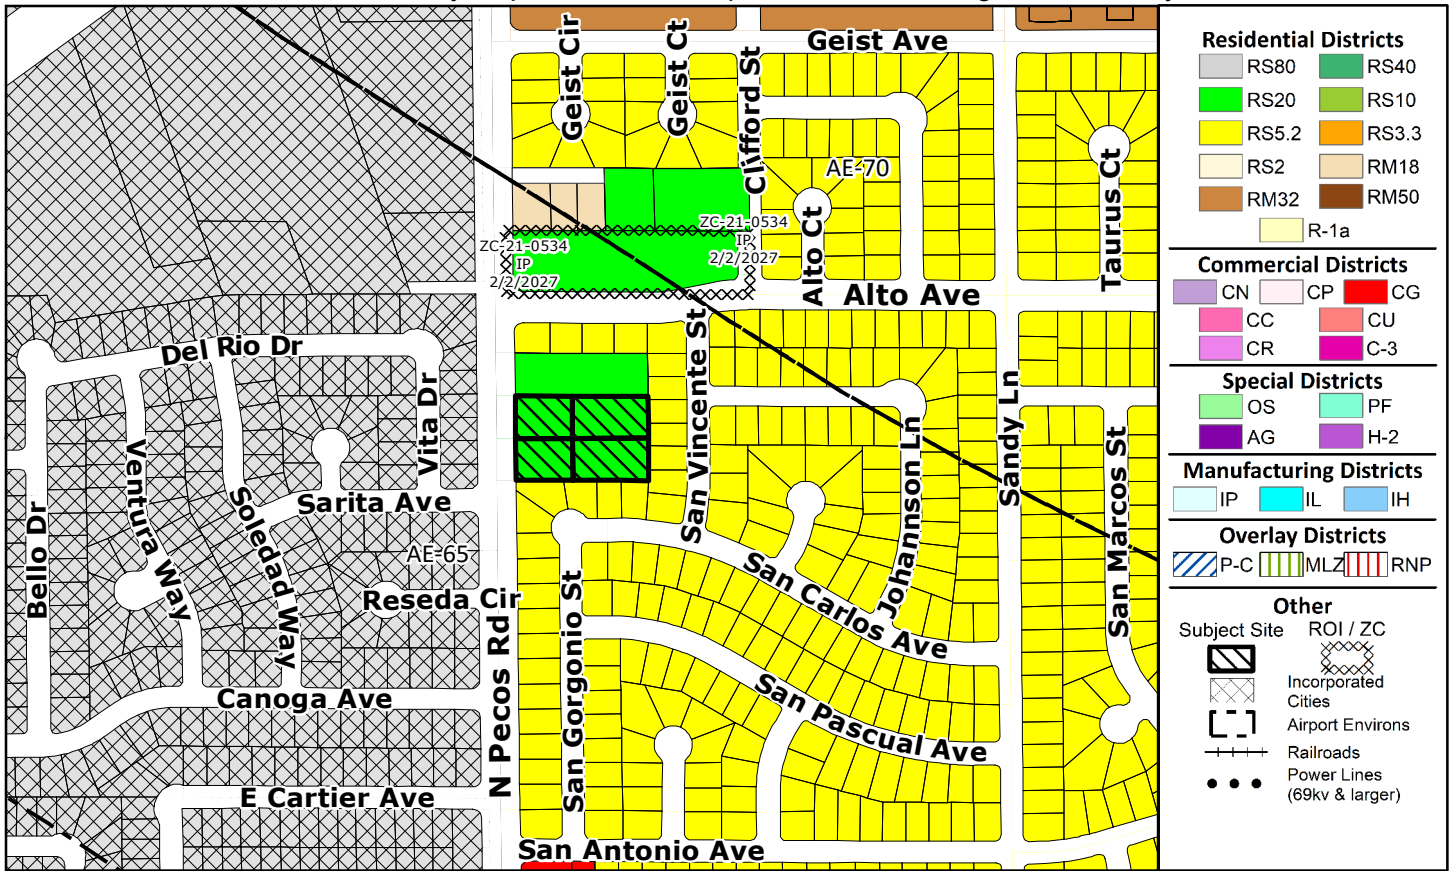 Geist Ave
Geist Cir
Geist Ct
Clifford St
AE-70
Taurus Ct
ZC-21-0534
IP
2/2/2027
ZC-21-0534
IP
2/2/2027
Alto Ct
Alto Ave
Del Rio Dr
Vita Dr
San Vincente St
Sandy Ln
Johannson Ln
San Marcos St
Bello Dr
Ventura Way
Soledad Way
Sarita Ave
AE-65
Reseda Cir
San Carlos Ave
N Pecos Rd
San Gorgonio St
Canoga Ave
San Pascual Ave
E Cartier Ave
San Antonio Ave
Residential Districts
RS80 RS40
RS20 RS10
RS5.2 RS3.3
RS2 RM18
RM32 RM50
R-1a
Commercial Districts
CN CP CG
CC CU
CR C-3
Special Districts
OS PF
AG H-2
Manufacturing Districts
IP IL IH
Overlay Districts
P-C MLZ RNP
Other
Subject Site ROI / ZC
Incorporated
Cities
Airport Environs
Railroads
Power Lines
(69kv & larger)